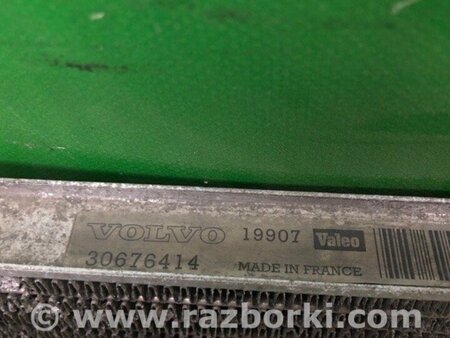 VOLVO 19907 Valeo
30676414 MADE IN FRANCE
© www.razborki.com